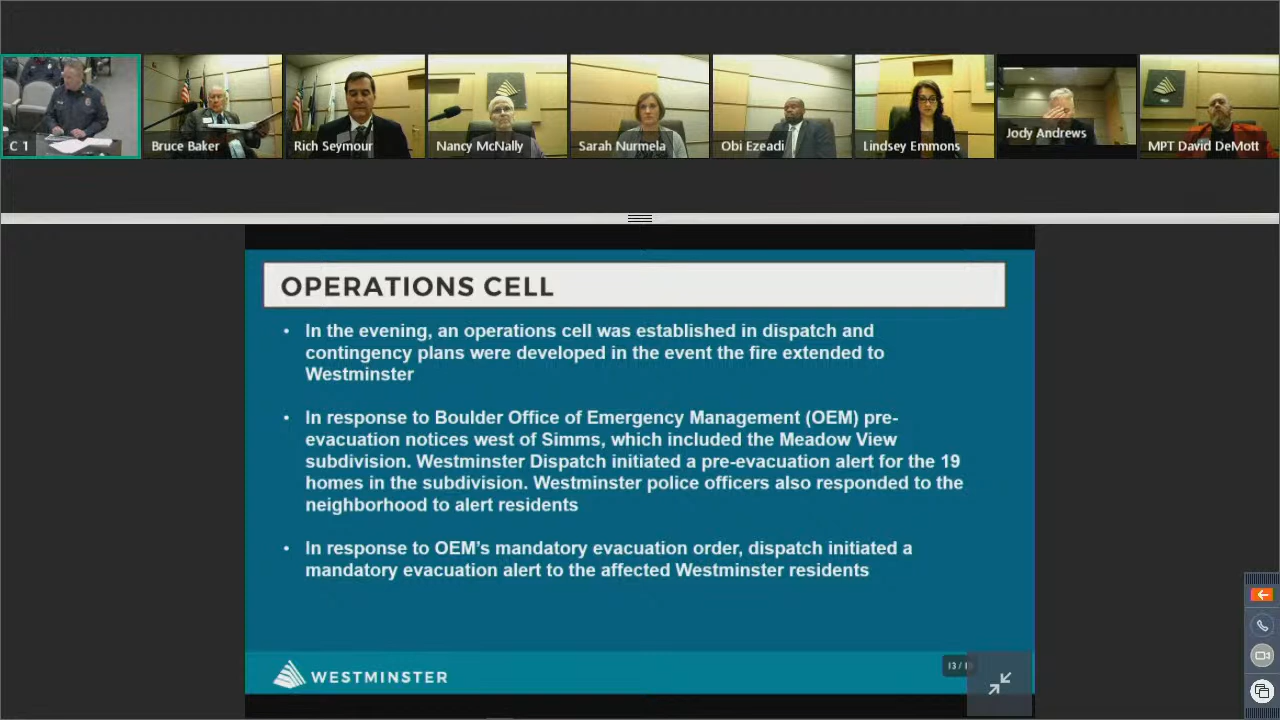 C 1
Bruce Baker
Rich Seymour
Nancy McNally
Sarah Nurmela
Obi Ezeadi
Lindsey Emmons
Jody Andrews
MPT David DeMott
OPERATIONS CELL
• In the evening, an operations cell was established in dispatch and
contingency plans were developed in the event the fire extended to
Westminster
• In response to Boulder Office of Emergency Management (OEM) pre-
evacuation notices west of Simms, which included the Meadow View
subdivision. Westminster Dispatch initiated a pre-evacuation alert for the 19
homes in the subdivision. Westminster police officers also responded to the
neighborhood to alert residents
• In response to OEM's mandatory evacuation order, dispatch initiated a
mandatory evacuation alert to the affected Westminster residents
WESTMINSTER
13 /